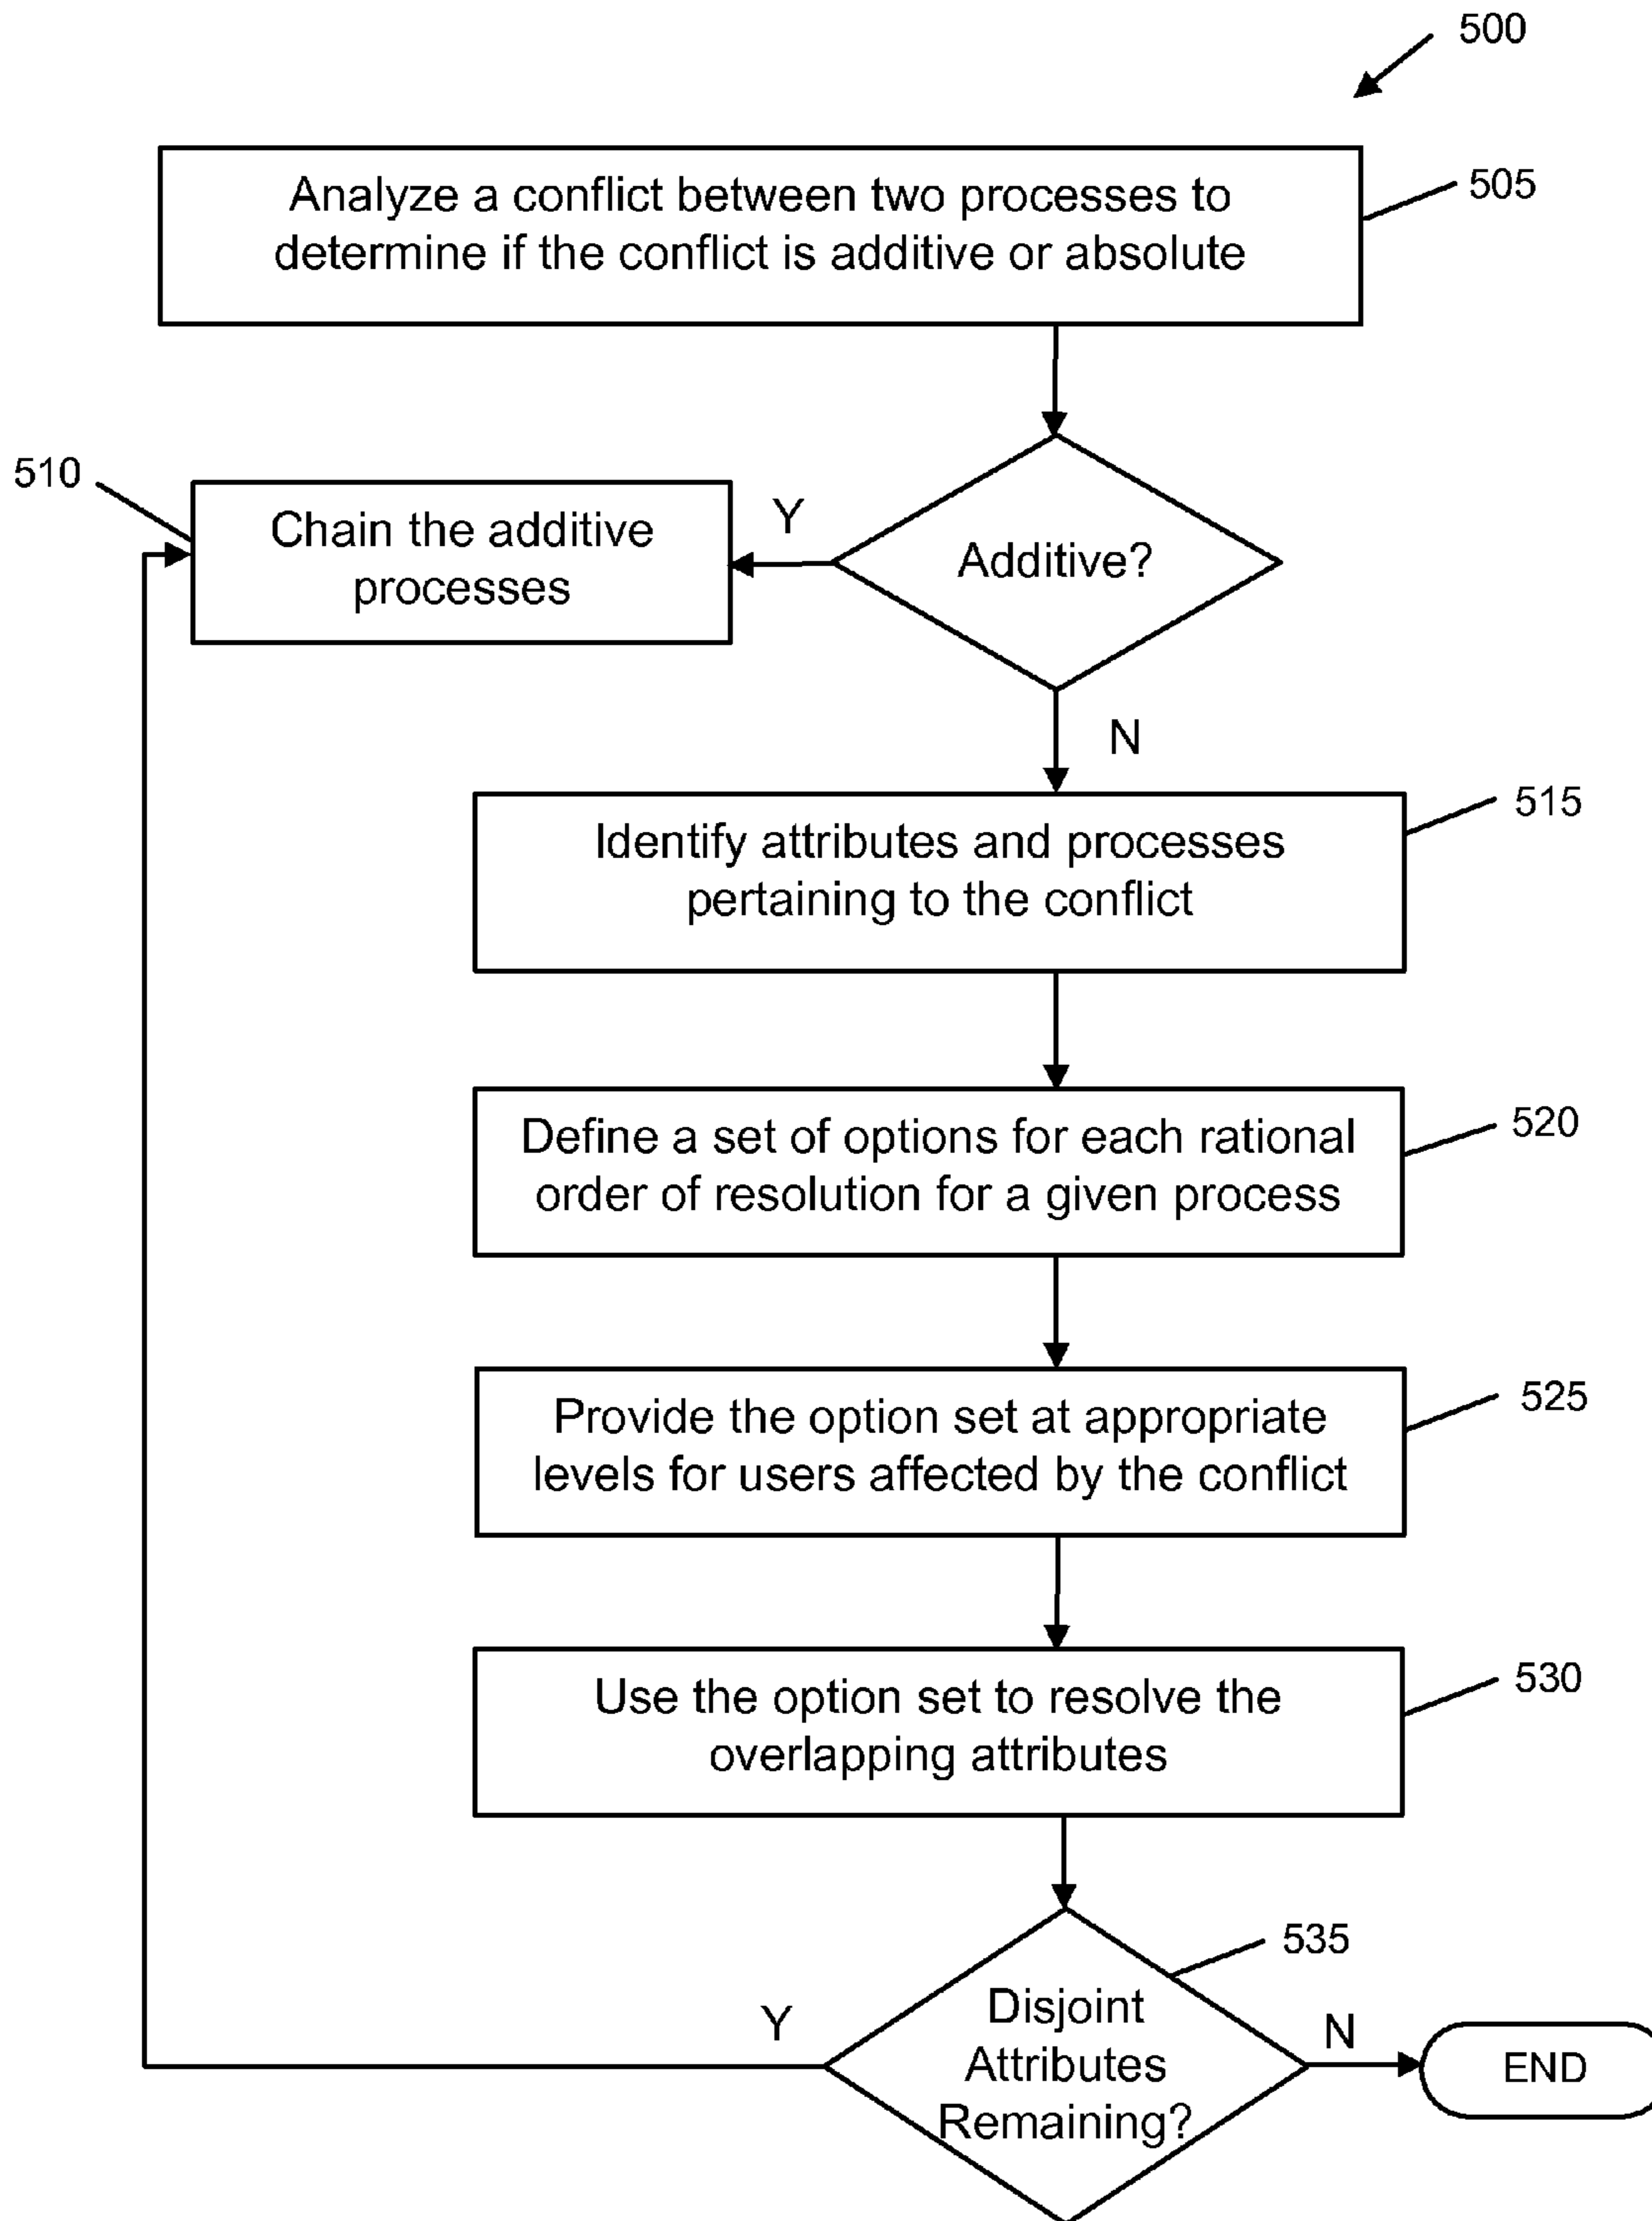 500
Analyze a conflict between two processes to
determine if the conflict is additive or absolute
505
510
Chain the additive
processes
Y
Additive?
N
Identify attributes and processes
pertaining to the conflict
515
Define a set of options for each rational
order of resolution for a given process
520
Provide the option set at appropriate
levels for users affected by the conflict
525
Use the option set to resolve the
overlapping attributes
530
535
Disjoint
Attributes
Remaining?
Y
N
END